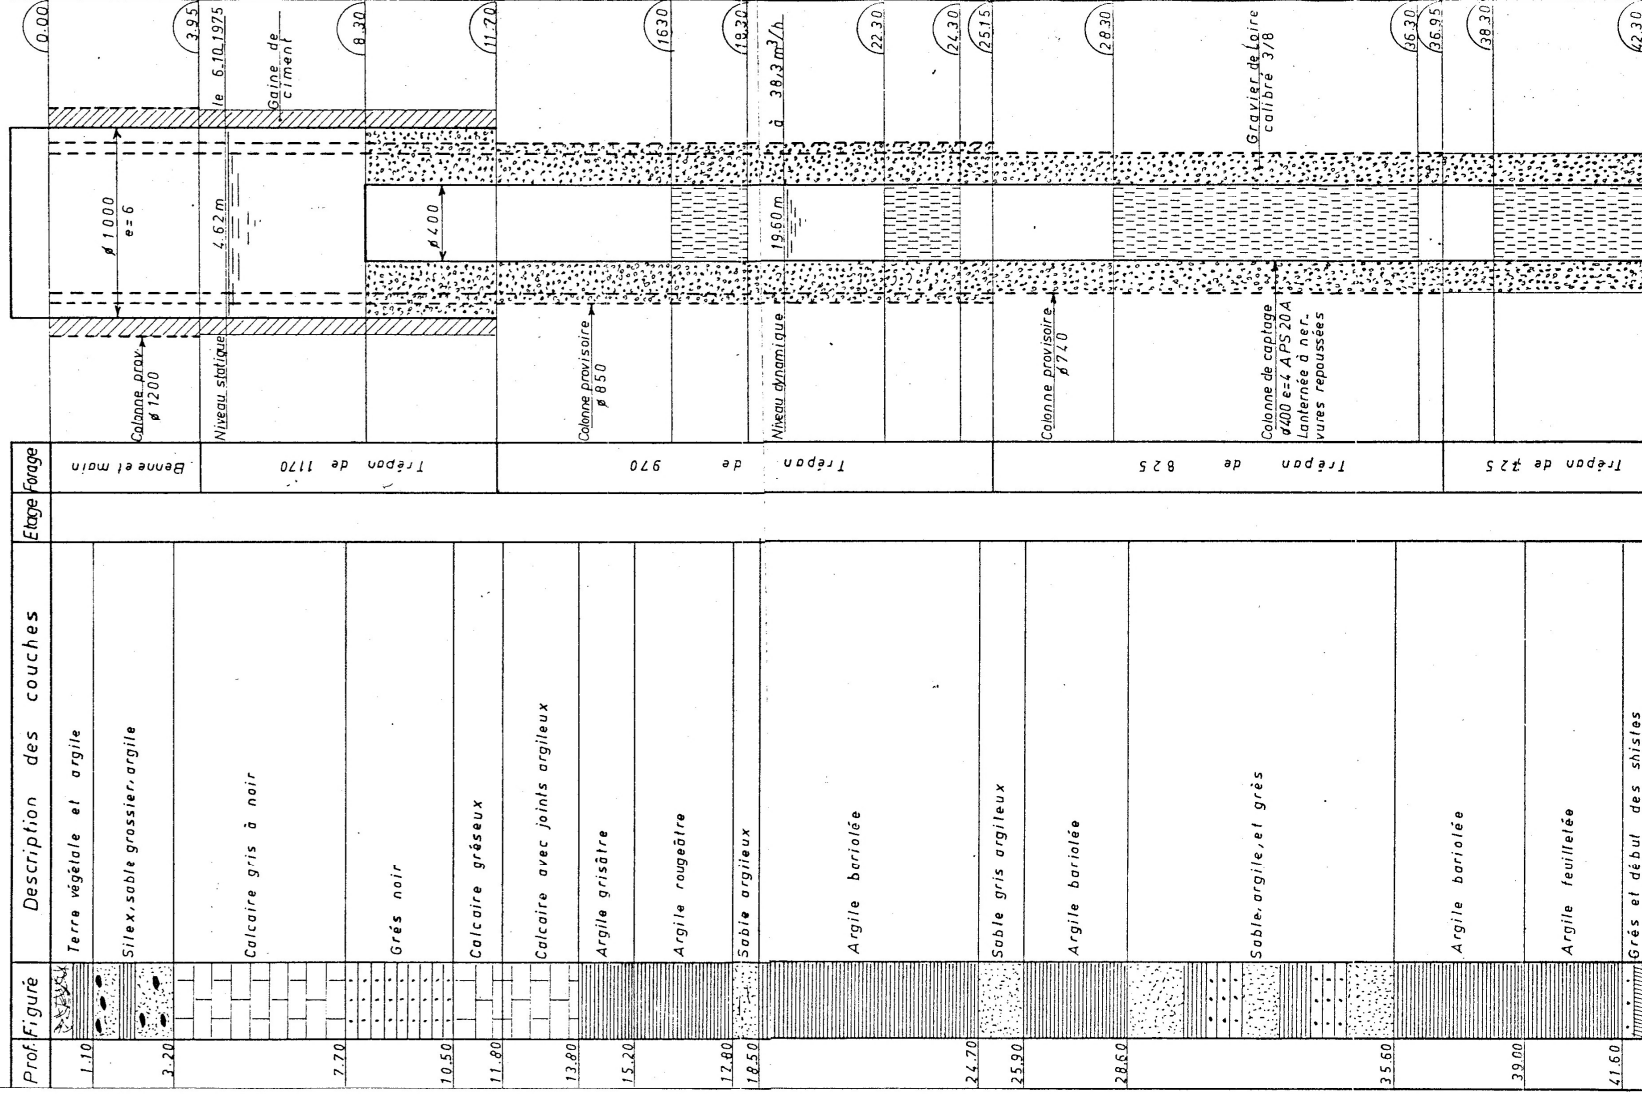 Prof.
Figuré
Description des couches
Etage
Forage
1.10
Terre végétale et argile
3.20
Silex, sable grossier, argile
7.70
Calcaire gris à noir
10.50
Grés noir
11.80
Calcaire gréseux
13.80
Calcaire avec joints argileux
15.20
Argile grisâtre
12.80
Argile rougeâtre
18.50
Sable argileux
24.70
Argile bariolée
25.90
Sable gris argileux
28.60
Argile bariolée
35.60
Sable, argile, et grès
39.00
Argile bariolée
41.60
Argile feuilletée
Grés et début des shistes
Benne et main
Trépan de 1170
Trépan de 970
Trépan de 825
Trépan de 725
Colonne prov.
ø 1200
Niveau statique
4.62 m
le 6.10.1975
ø 1000
e = 6
Gaine de
ciment
ø 400
Colonne provisoire
ø 850
Niveau dynamique
19.60 m
à 38,3 m³/h
Colonne provisoire
ø 740
Colonne de captage
ø400 e=4 APS 20 A
Lanternée à ner_
vures repoussées
Gravier de Loire
calibré 3/8
0.00
3.95
8.30
11.70
16.30
18.30
22.30
24.30
25.15
28.30
36.30
36.95
38.30
42.30